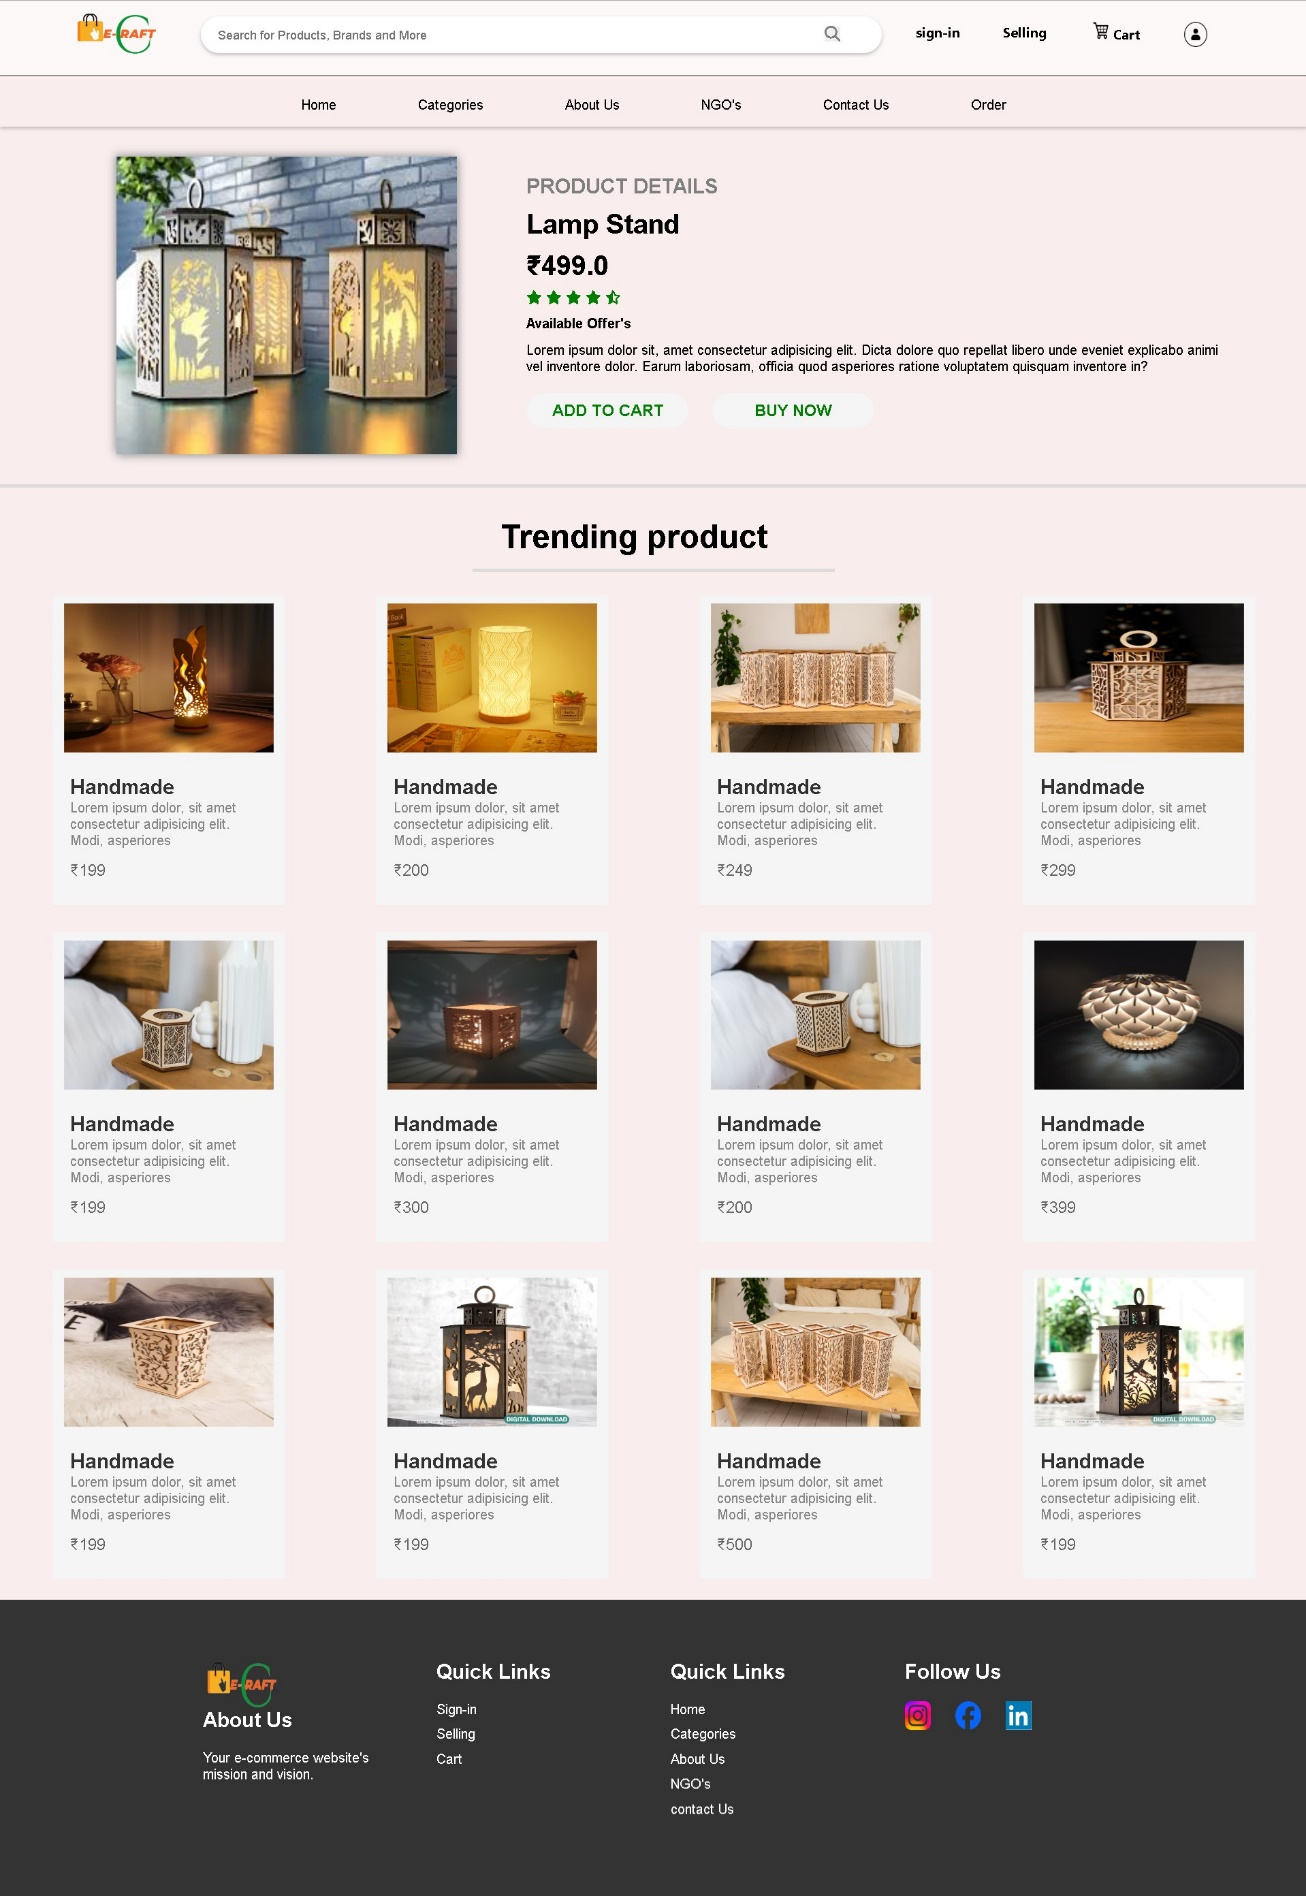 E-CRAFT
Search for Products, Brands and More
sign-in
Selling
Cart
Home
Categories
About Us
NGO's
Contact Us
Order
PRODUCT DETAILS
Lamp Stand
₹499.0
Available Offer's
Lorem ipsum dolor sit, amet consectetur adipisicing elit. Dicta dolore quo repellat libero unde eveniet explicabo animi
vel inventore dolor. Earum laboriosam, officia quod asperiores ratione voluptatem quisquam inventore in?
ADD TO CART
BUY NOW
Trending product
Handmade
Lorem ipsum dolor, sit amet
consectetur adipisicing elit.
Modi, asperiores
₹199
Handmade
Lorem ipsum dolor, sit amet
consectetur adipisicing elit.
Modi, asperiores
₹200
Handmade
Lorem ipsum dolor, sit amet
consectetur adipisicing elit.
Modi, asperiores
₹249
Handmade
Lorem ipsum dolor, sit amet
consectetur adipisicing elit.
Modi, asperiores
₹299
Handmade
Lorem ipsum dolor, sit amet
consectetur adipisicing elit.
Modi, asperiores
₹199
Handmade
Lorem ipsum dolor, sit amet
consectetur adipisicing elit.
Modi, asperiores
₹300
Handmade
Lorem ipsum dolor, sit amet
consectetur adipisicing elit.
Modi, asperiores
₹200
Handmade
Lorem ipsum dolor, sit amet
consectetur adipisicing elit.
Modi, asperiores
₹399
Handmade
Lorem ipsum dolor, sit amet
consectetur adipisicing elit.
Modi, asperiores
₹199
DIGITAL DOWNLOAD
Handmade
Lorem ipsum dolor, sit amet
consectetur adipisicing elit.
Modi, asperiores
₹199
Handmade
Lorem ipsum dolor, sit amet
consectetur adipisicing elit.
Modi, asperiores
₹500
DIGITAL DOWNLOAD
Handmade
Lorem ipsum dolor, sit amet
consectetur adipisicing elit.
Modi, asperiores
₹199
E-CRAFT
About Us
Your e-commerce website's
mission and vision.
Quick Links
Sign-in
Selling
Cart
Quick Links
Home
Categories
About Us
NGO's
contact Us
Follow Us
in